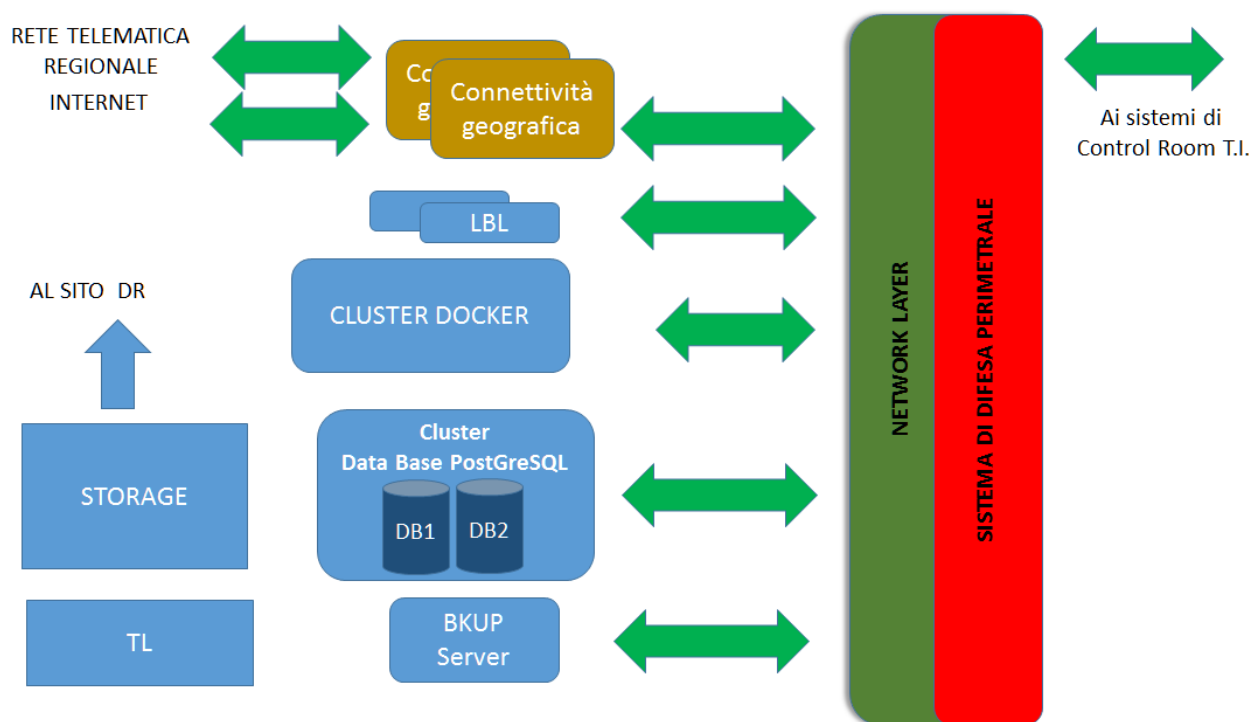 RETE TELEMATICA
REGIONALE
INTERNET
Co
g
Connettività
geografica
Ai sistemi di
Control Room T.I.
LBL
AL SITO DR
CLUSTER DOCKER
NETWORK LAYER
SISTEMA DI DIFESA PERIMETRALE
STORAGE
Cluster
Data Base PostGreSQL
DB1
DB2
TL
BKUP
Server